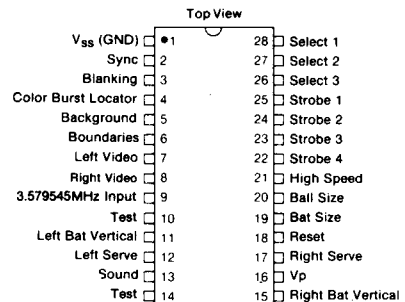 Top View
V_SS (GND) 1 28 Select 1
Sync 2 27 Select 2
Blanking 3 26 Select 3
Color Burst Locator 4 25 Strobe 1
Background 5 24 Strobe 2
Boundaries 6 23 Strobe 3
Left Video 7 22 Strobe 4
Right Video 8 21 High Speed
3.579545MHz Input 9 20 Ball Size
Test 10 19 Bat Size
Left Bat Vertical 11 18 Reset
Left Serve 12 17 Right Serve
Sound 13 16 Vp
Test 14 15 Right Bat Vertical